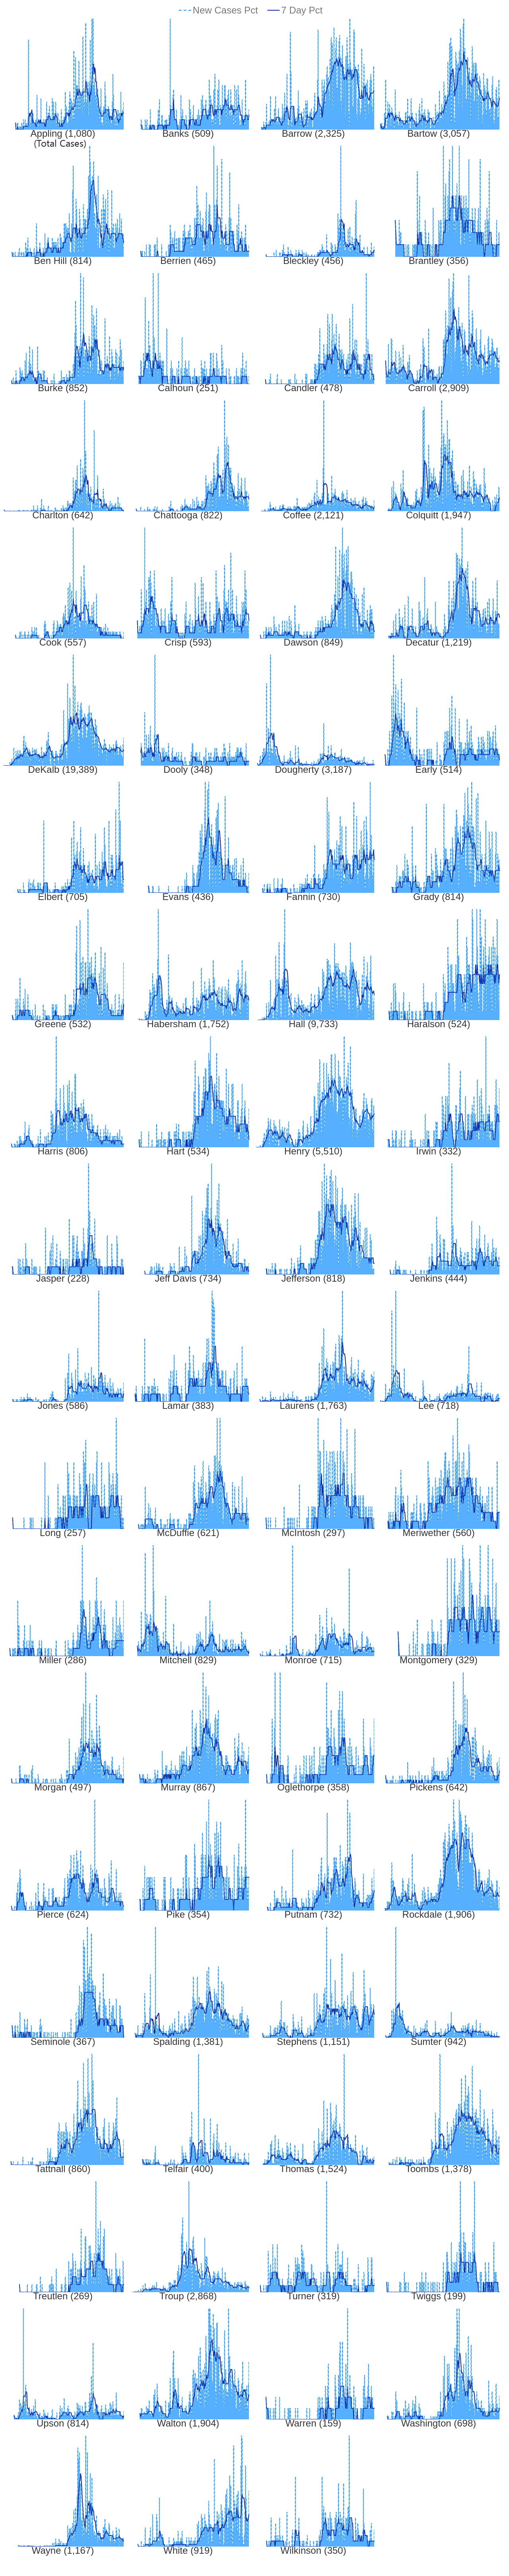 New Cases Pct 7 Day Pct
Appling (1,080) Banks (509) Barrow (2,325) Bartow (3,057)
(Total Cases)
Ben Hill (814) Berrien (465) Bleckley (456) Brantley (356)
Burke (852) Calhoun (251) Candler (478) Carroll (2,909)
Charlton (642) Chattooga (822) Coffee (2,121) Colquitt (1,947)
Cook (557) Crisp (593) Dawson (849) Decatur (1,219)
DeKalb (19,389) Dooly (348) Dougherty (3,187) Early (514)
Elbert (705) Evans (436) Fannin (730) Grady (814)
Greene (532) Habersham (1,752) Hall (9,733) Haralson (524)
Harris (806) Hart (534) Henry (5,510) Irwin (332)
Jasper (228) Jeff Davis (734) Jefferson (818) Jenkins (444)
Jones (586) Lamar (383) Laurens (1,763) Lee (718)
Long (257) McDuffie (621) McIntosh (297) Meriwether (560)
Miller (286) Mitchell (829) Monroe (715) Montgomery (329)
Morgan (497) Murray (867) Oglethorpe (358) Pickens (642)
Pierce (624) Pike (354) Putnam (732) Rockdale (1,906)
Seminole (367) Spalding (1,381) Stephens (1,151) Sumter (942)
Tattnall (860) Telfair (400) Thomas (1,524) Toombs (1,378)
Treutlen (269) Troup (2,868) Turner (319) Twiggs (199)
Upson (814) Walton (1,904) Warren (159) Washington (698)
Wayne (1,167) White (919) Wilkinson (350)